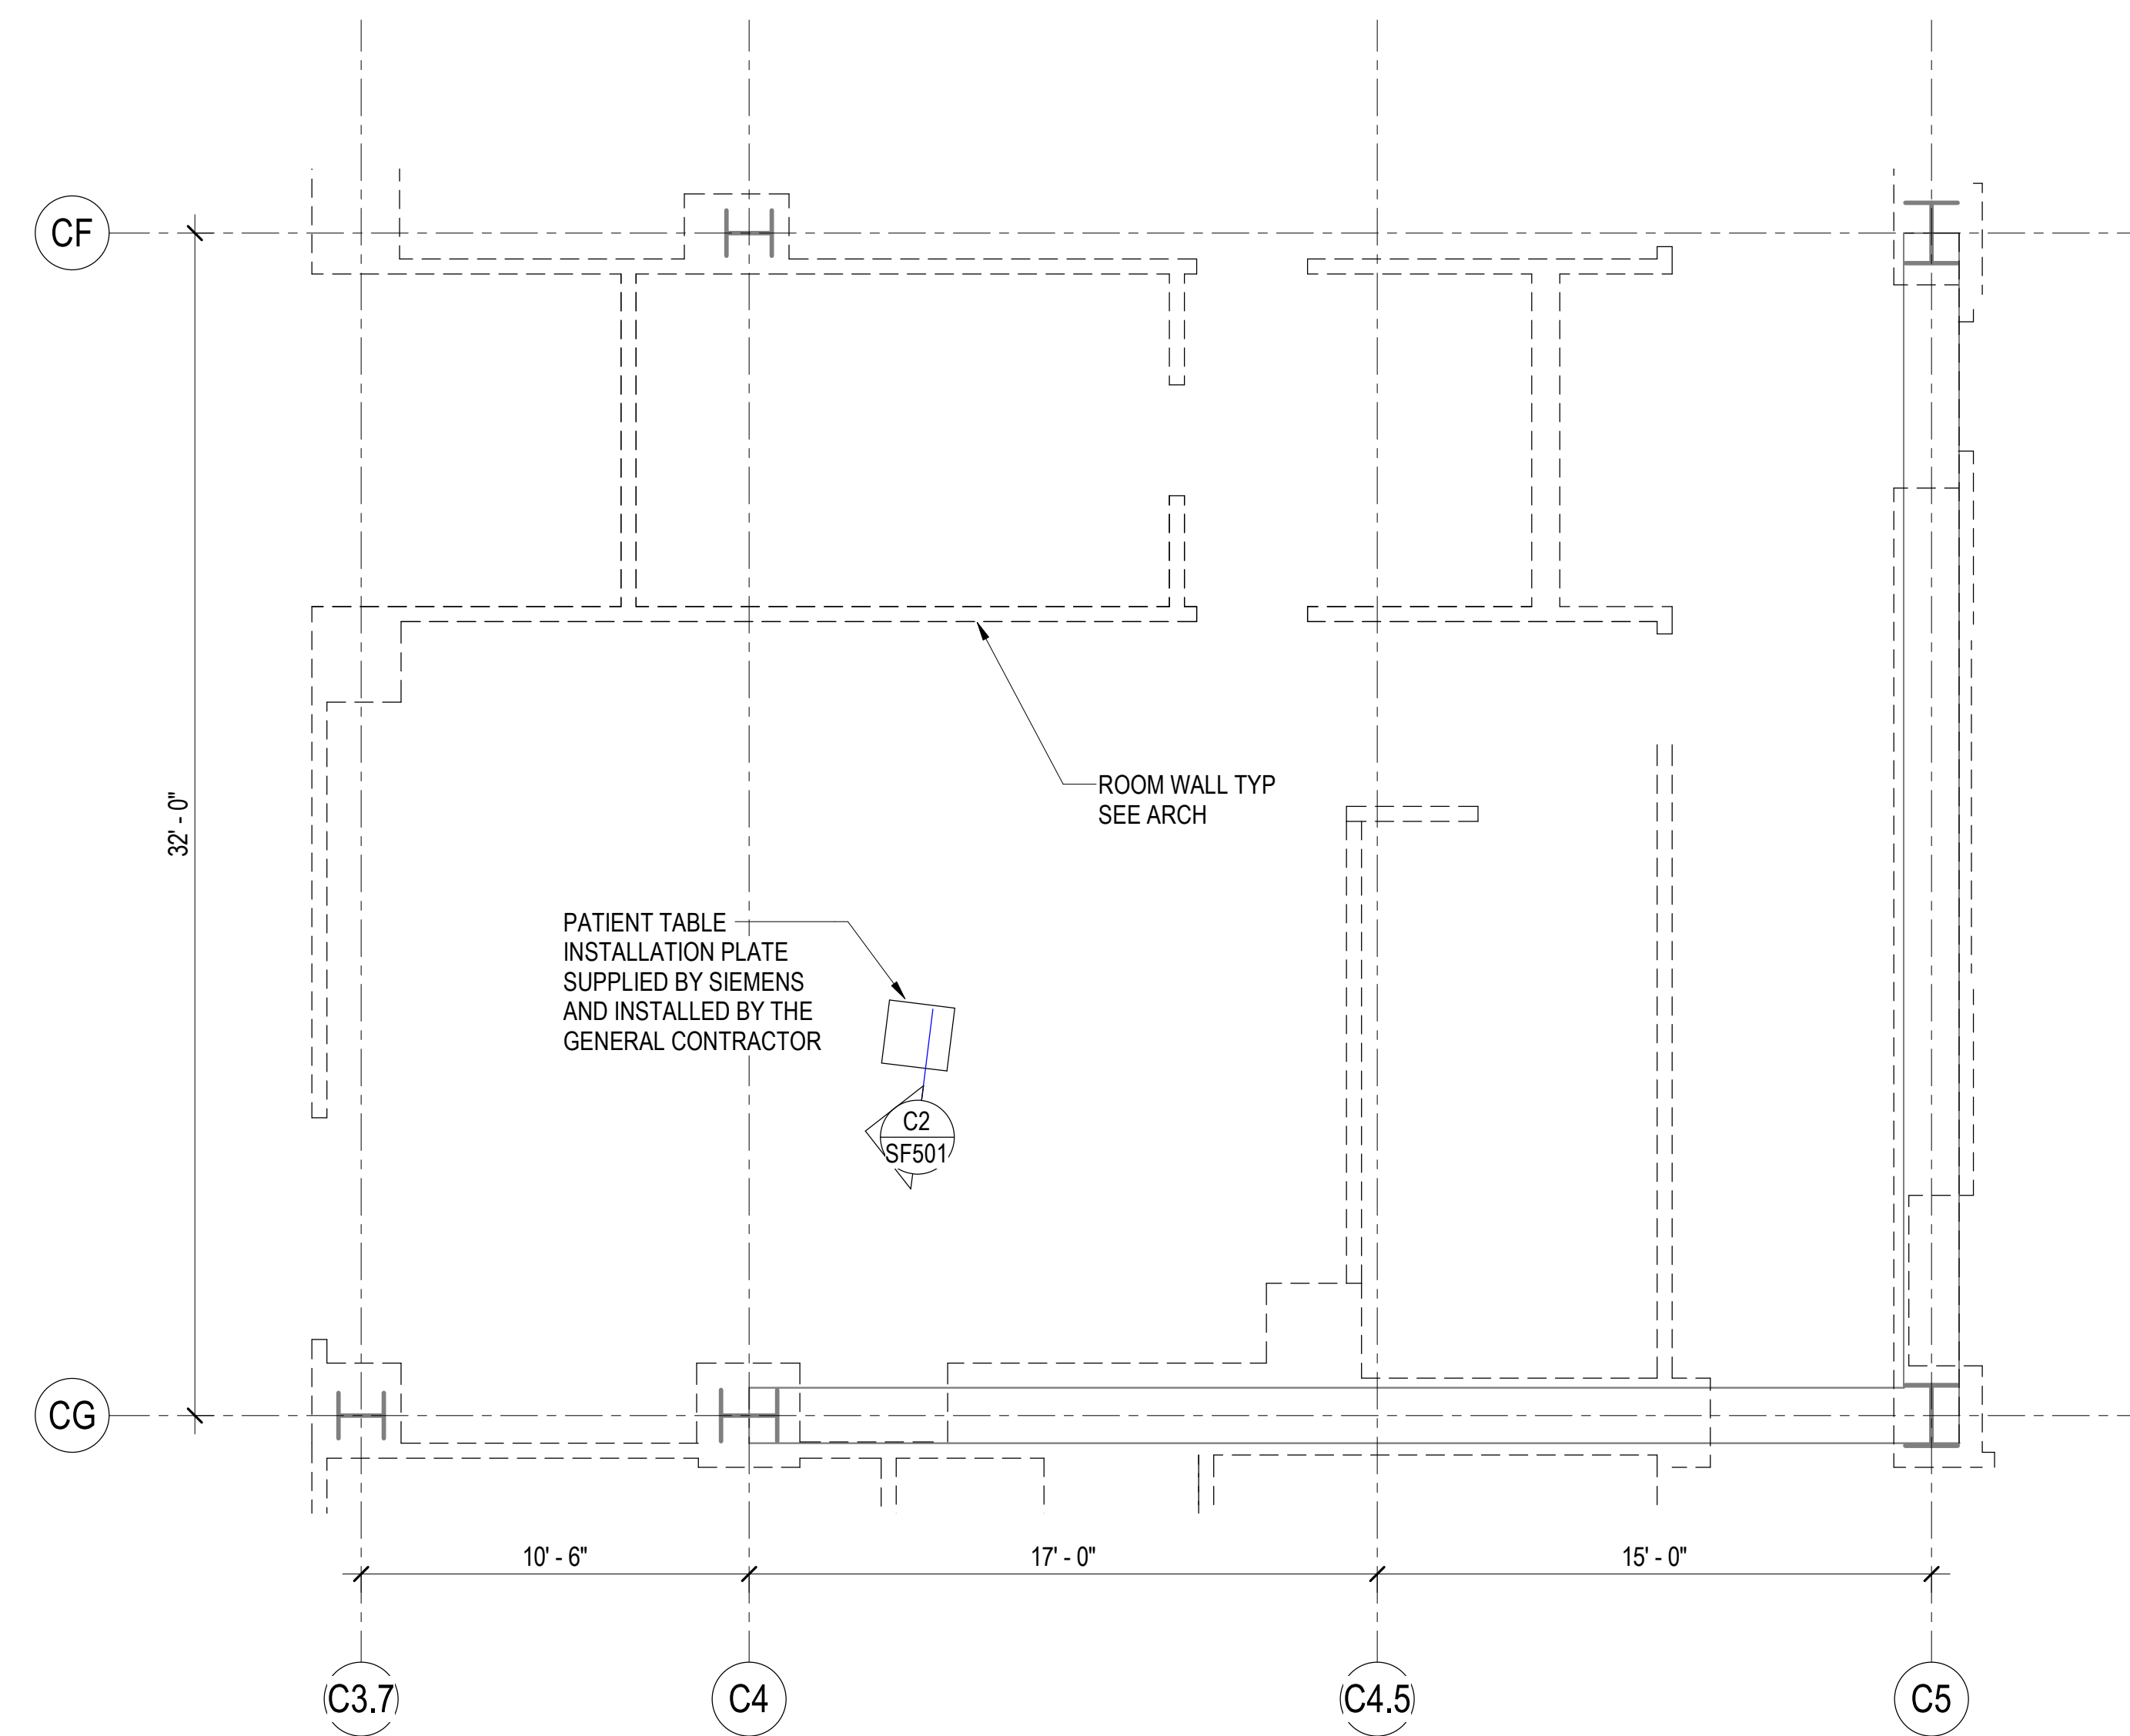 CF
32' - 0"
ROOM WALL TYP
SEE ARCH
PATIENT TABLE
INSTALLATION PLATE
SUPPLIED BY SIEMENS
AND INSTALLED BY THE
GENERAL CONTRACTOR
C2
SF501
CG
10' - 6"
17' - 0"
15' - 0"
C3.7
C4
C4.5
C5